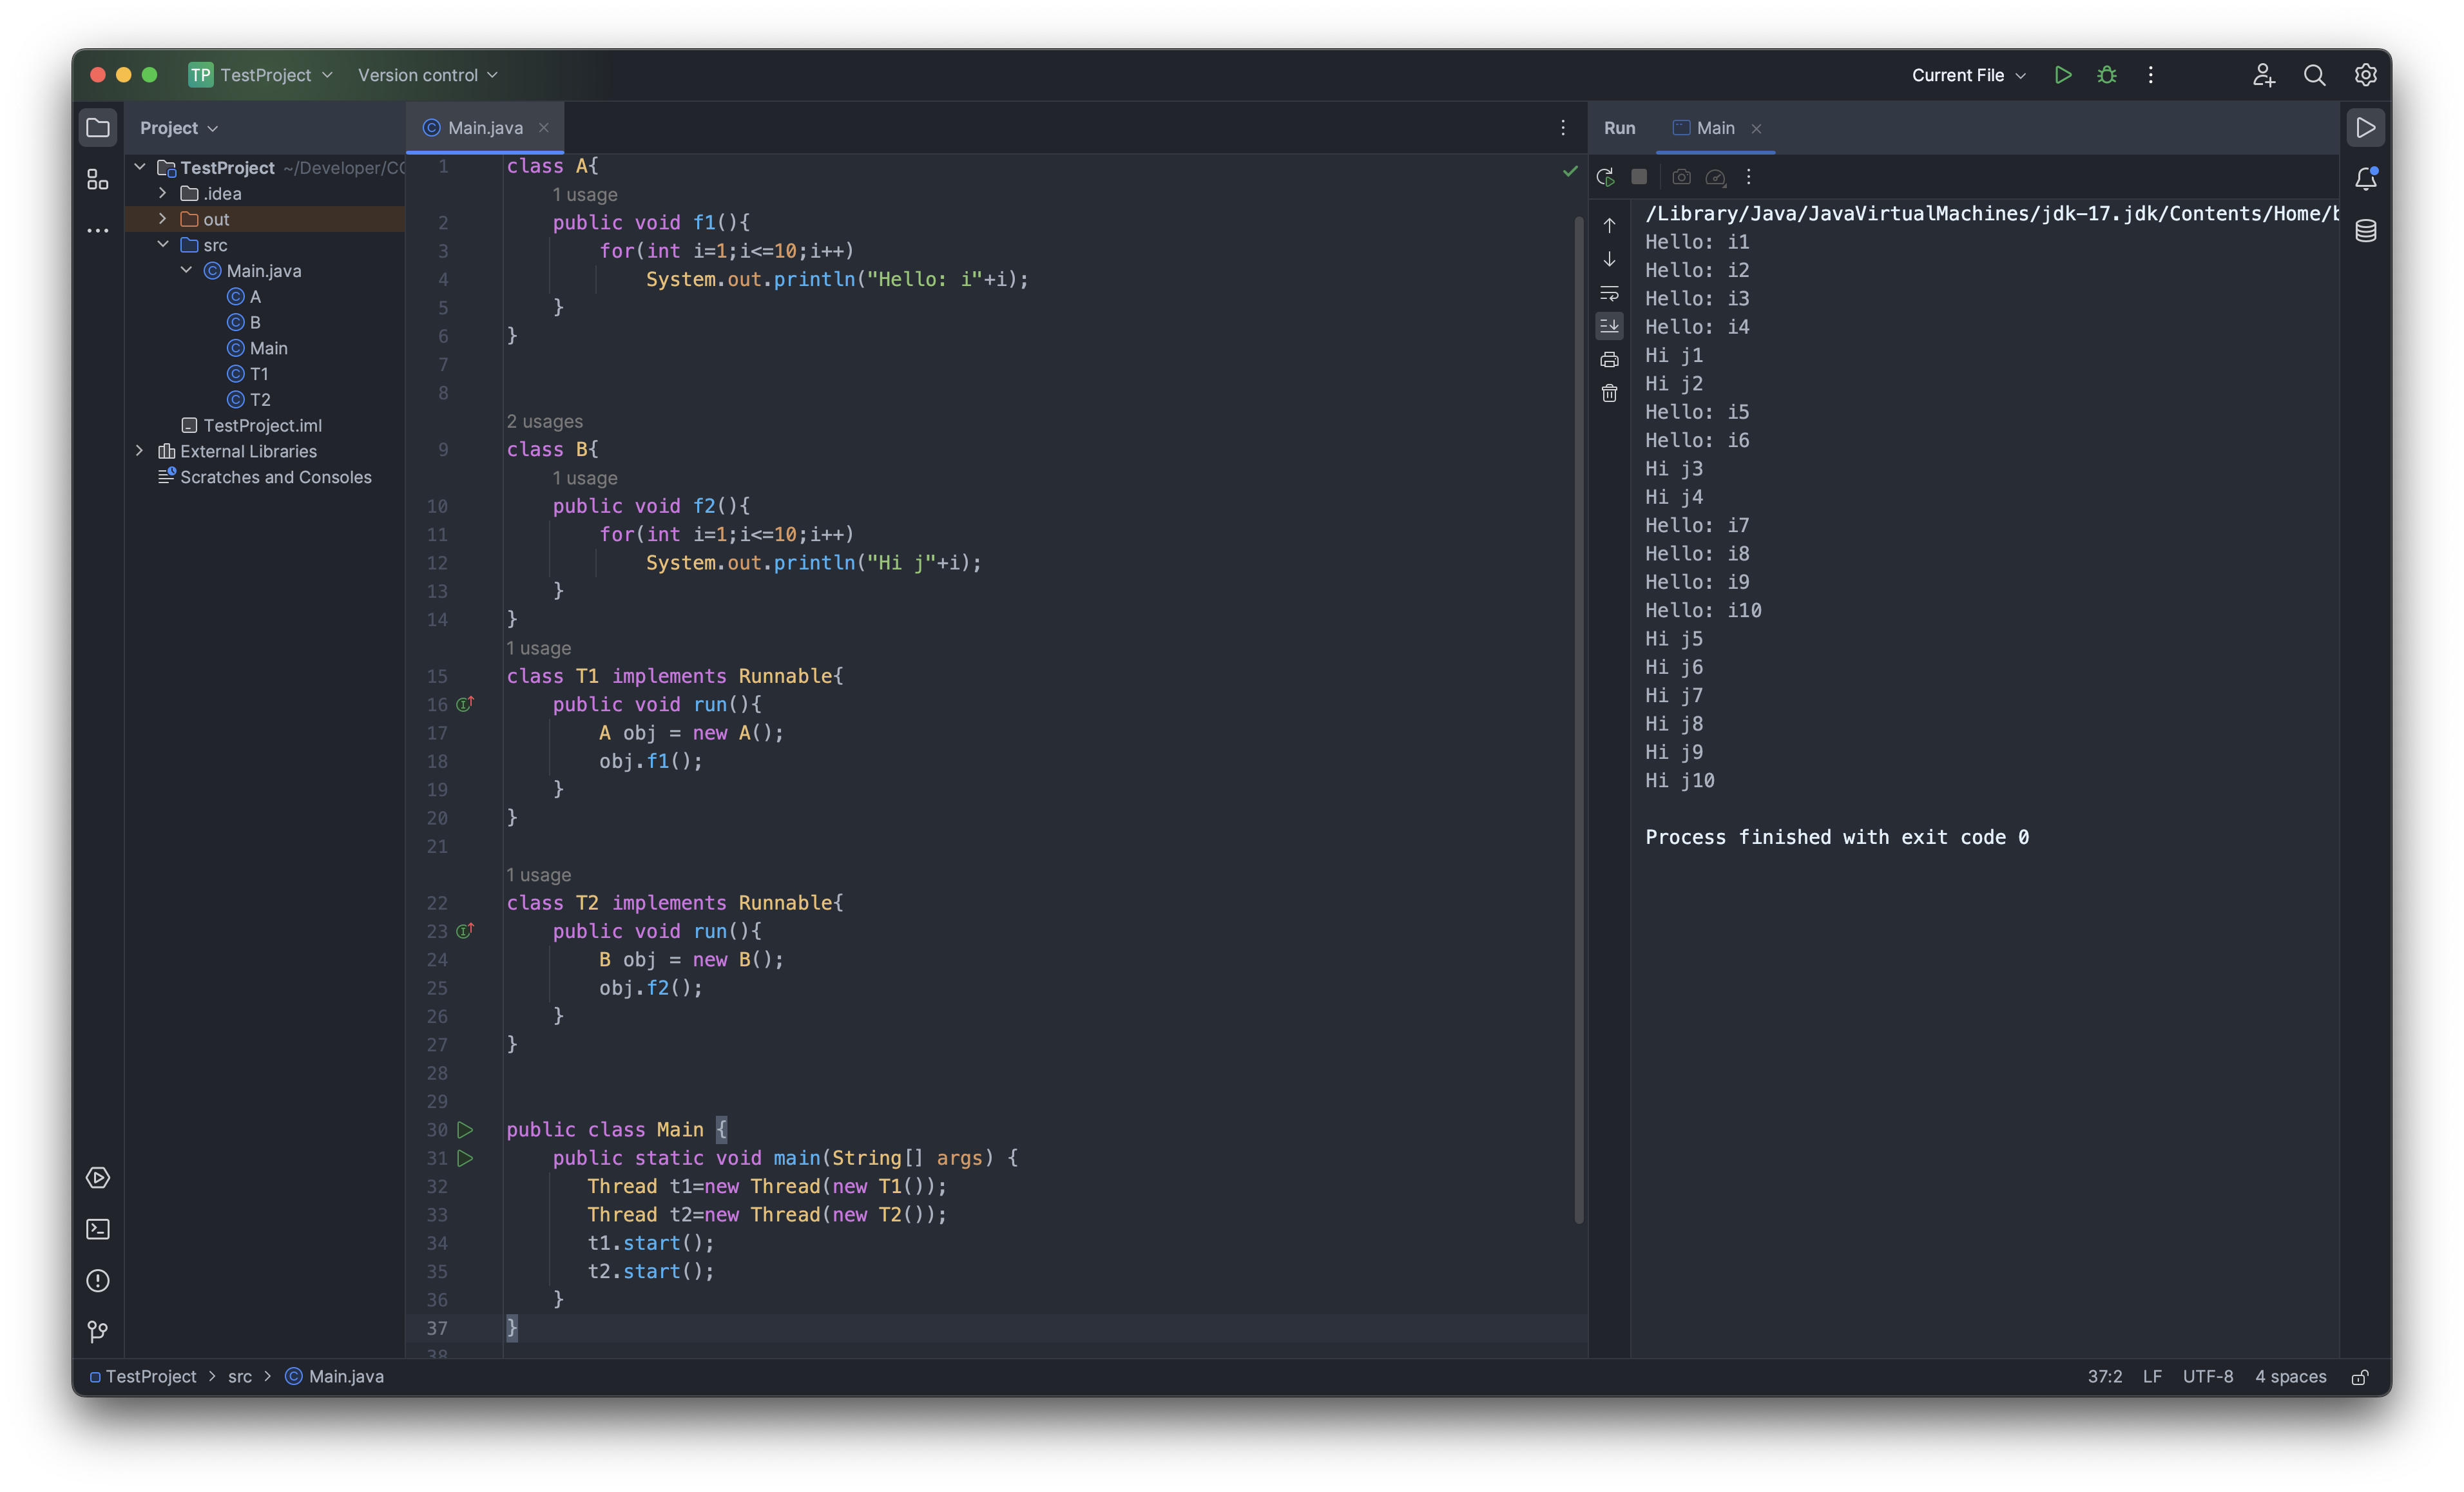 TP TestProject Version control Current File
Project
Main.java
Run Main
TestProject ~/Developer/CO
.idea
out
src
Main.java
A
B
Main
T1
T2
TestProject.iml
External Libraries
Scratches and Consoles
1 class A{
1 usage
2 public void f1(){
3 for(int i=1;i<=10;i++)
4 System.out.println("Hello: i"+i);
5 }
6 }
7
8
2 usages
9 class B{
1 usage
10 public void f2(){
11 for(int i=1;i<=10;i++)
12 System.out.println("Hi j"+i);
13 }
14 }
1 usage
15 class T1 implements Runnable{
16 public void run(){
17 A obj = new A();
18 obj.f1();
19 }
20 }
21
1 usage
22 class T2 implements Runnable{
23 public void run(){
24 B obj = new B();
25 obj.f2();
26 }
27 }
28
29
30 public class Main {
31 public static void main(String[] args) {
32 Thread t1=new Thread(new T1());
33 Thread t2=new Thread(new T2());
34 t1.start();
35 t2.start();
36 }
37 }
38
/Library/Java/JavaVirtualMachines/jdk-17.jdk/Contents/Home/b
Hello: i1
Hello: i2
Hello: i3
Hello: i4
Hi j1
Hi j2
Hello: i5
Hello: i6
Hi j3
Hi j4
Hello: i7
Hello: i8
Hello: i9
Hello: i10
Hi j5
Hi j6
Hi j7
Hi j8
Hi j9
Hi j10
Process finished with exit code 0
TestProject > src > Main.java
37:2 LF UTF-8 4 spaces